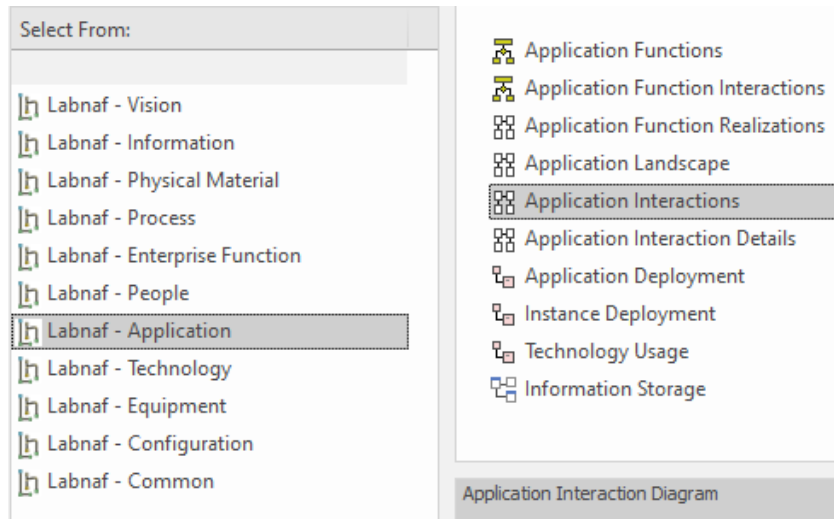 Select From:
Labnaf - Vision
Labnaf - Information
Labnaf - Physical Material
Labnaf - Process
Labnaf - Enterprise Function
Labnaf - People
Labnaf - Application
Labnaf - Technology
Labnaf - Equipment
Labnaf - Configuration
Labnaf - Common
Application Functions
Application Function Interactions
Application Function Realizations
Application Landscape
Application Interactions
Application Interaction Details
Application Deployment
Instance Deployment
Technology Usage
Information Storage
Application Interaction Diagram